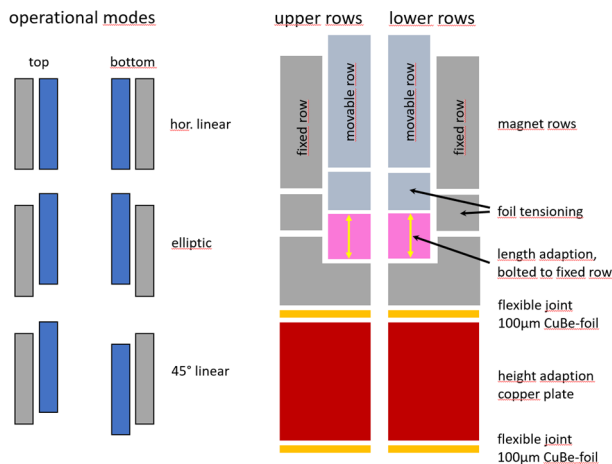 operational modes
top
bottom
hor. linear
elliptic
45° linear
upper rows
lower rows
fixed row
movable row
movable row
fixed row
magnet rows
foil tensioning
length adaption,
bolted to fixed row
flexible joint
100µm CuBe-foil
height adaption
copper plate
flexible joint
100µm CuBe-foil